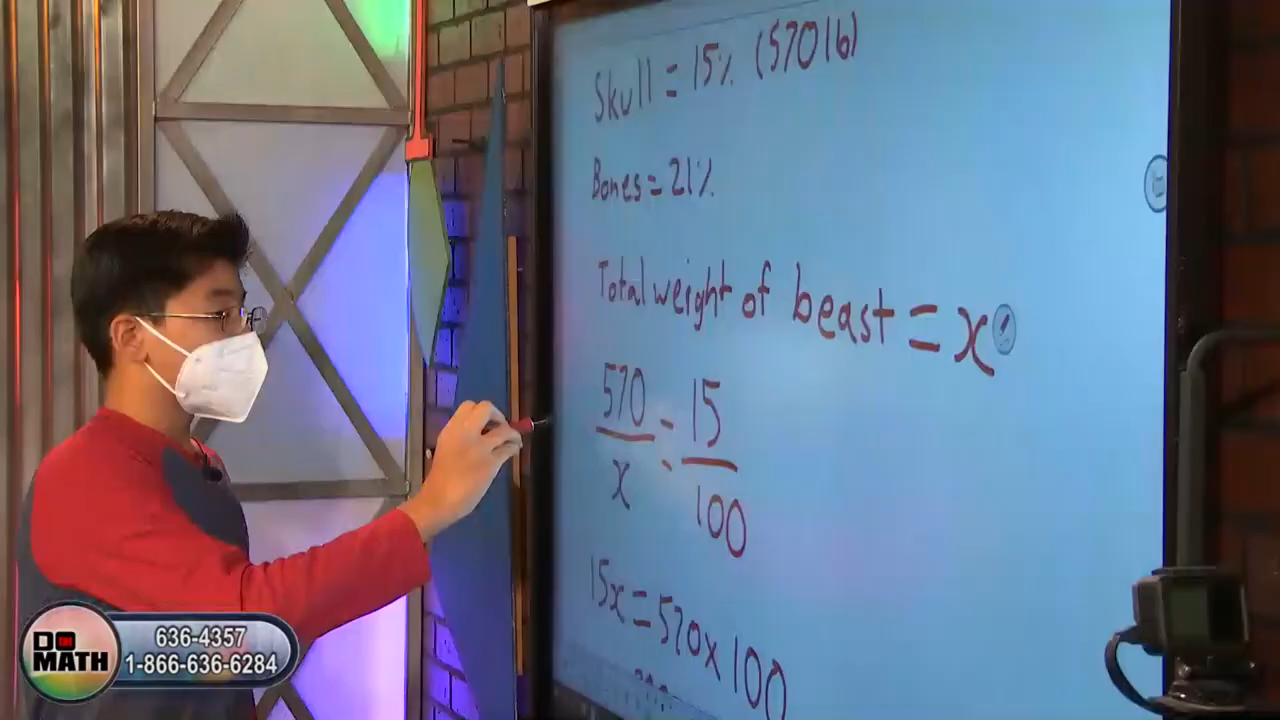 Skull = 15% (570 lb)
Bones = 21%
Total weight of beast = x
570/x = 15/100
15x = 570 x 100
DO THE MATH
636-4357
1-866-636-6284